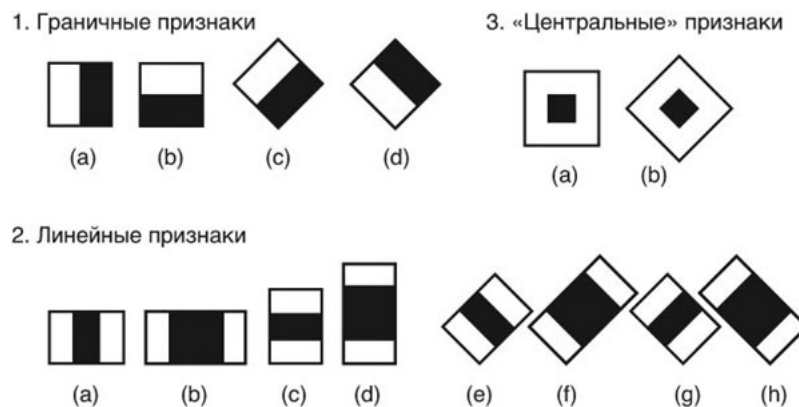 1. Граничные признаки
3. «Центральные» признаки
(a) (b) (c) (d)
(a) (b)
2. Линейные признаки
(a) (b) (c) (d) (e) (f) (g) (h)